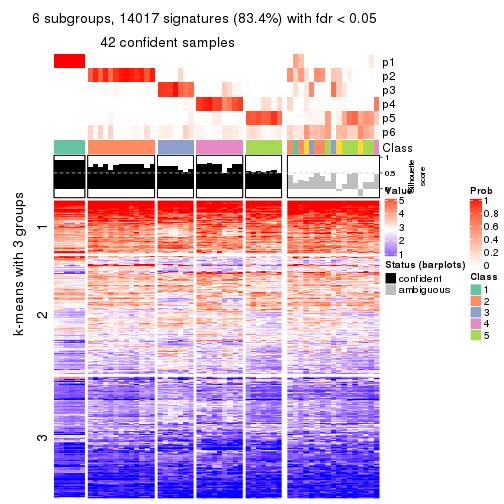 6 subgroups, 14017 signatures (83.4%) with fdr < 0.05
42 confident samples
p1
p2
p3
p4
p5
p6
Class
1
0.5
0
Silhouette
score
k-means with 3 groups
1
2
3
Value
5
4
3
2
1
Status (barplots)
confident
ambiguous
Prob
1
0.8
0.6
0.4
0.2
0
Class
1
2
3
4
5